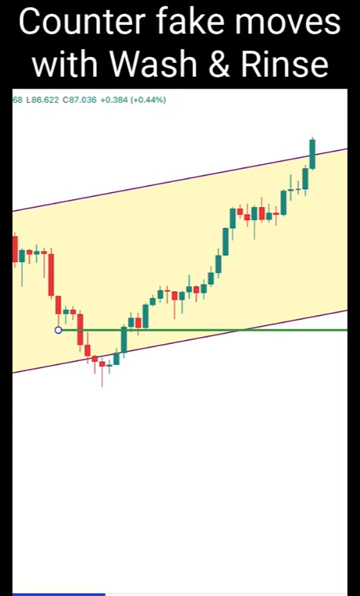 Counter fake moves
with Wash & Rinse
68 L86.622 C87.036 +0.384 (+0.44%)